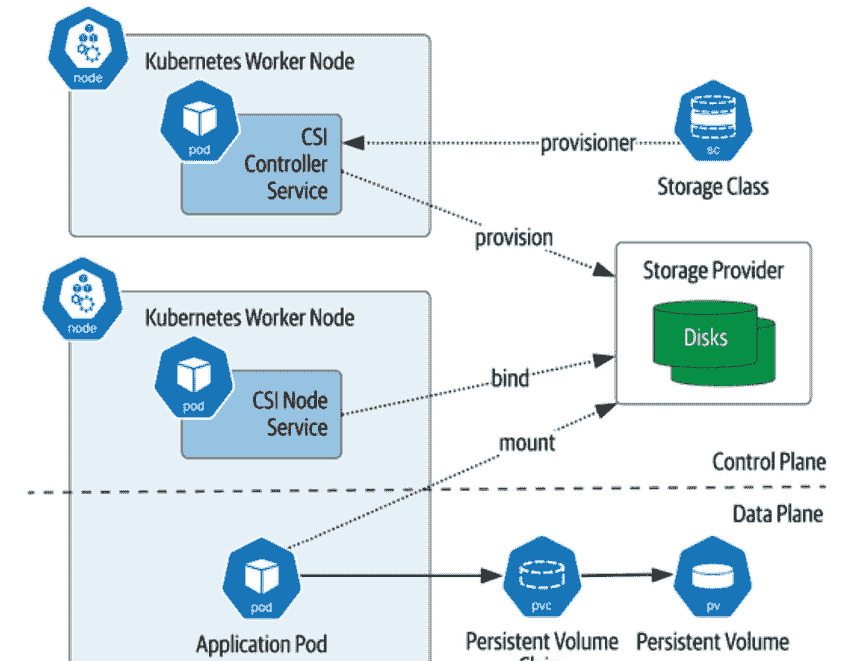 node
Kubernetes Worker Node
pod
CSI
Controller
Service
provisioner
sc
Storage Class
provision
Storage Provider
Disks
node
Kubernetes Worker Node
pod
CSI Node
Service
bind
mount
Control Plane
Data Plane
pod
Application Pod
pvc
Persistent Volume
pv
Persistent Volume